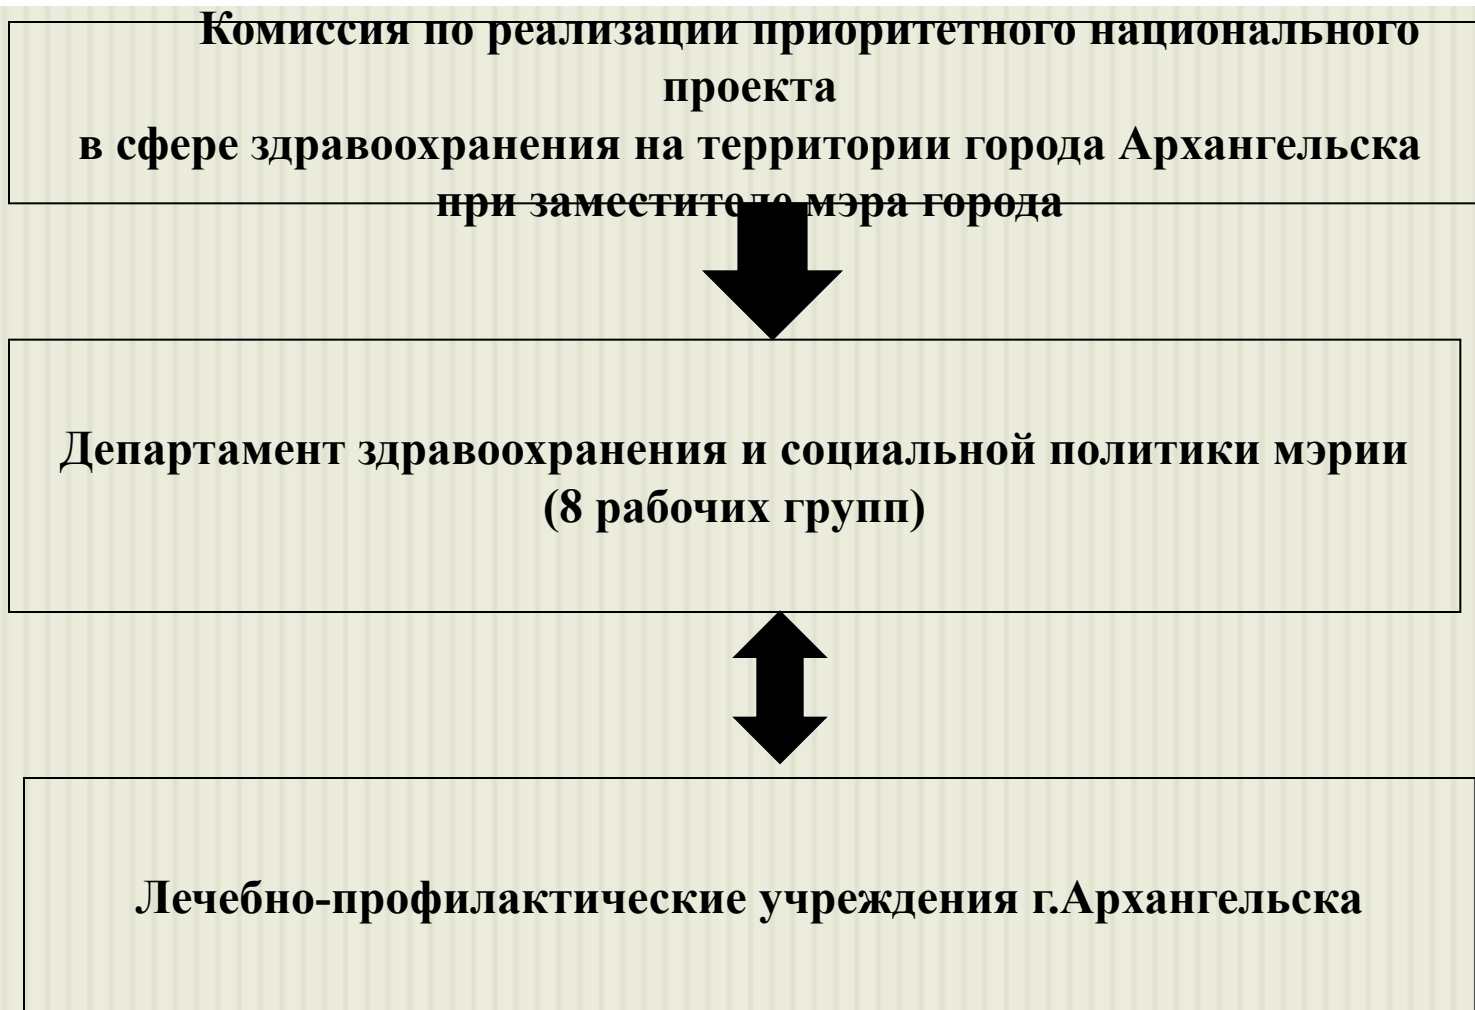 Комиссия по реализации приоритетного национального
проекта
в сфере здравоохранения на территории города Архангельска
при заместителе мэра города
Департамент здравоохранения и социальной политики мэрии
(8 рабочих групп)
Лечебно-профилактические учреждения г.Архангельска